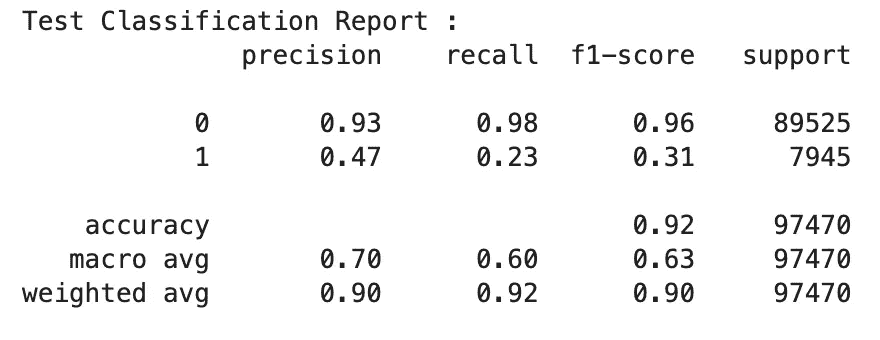 Test Classification Report :
precision recall f1-score support
0 0.93 0.98 0.96 89525
1 0.47 0.23 0.31 7945
accuracy 0.92 97470
macro avg 0.70 0.60 0.63 97470
weighted avg 0.90 0.92 0.90 97470